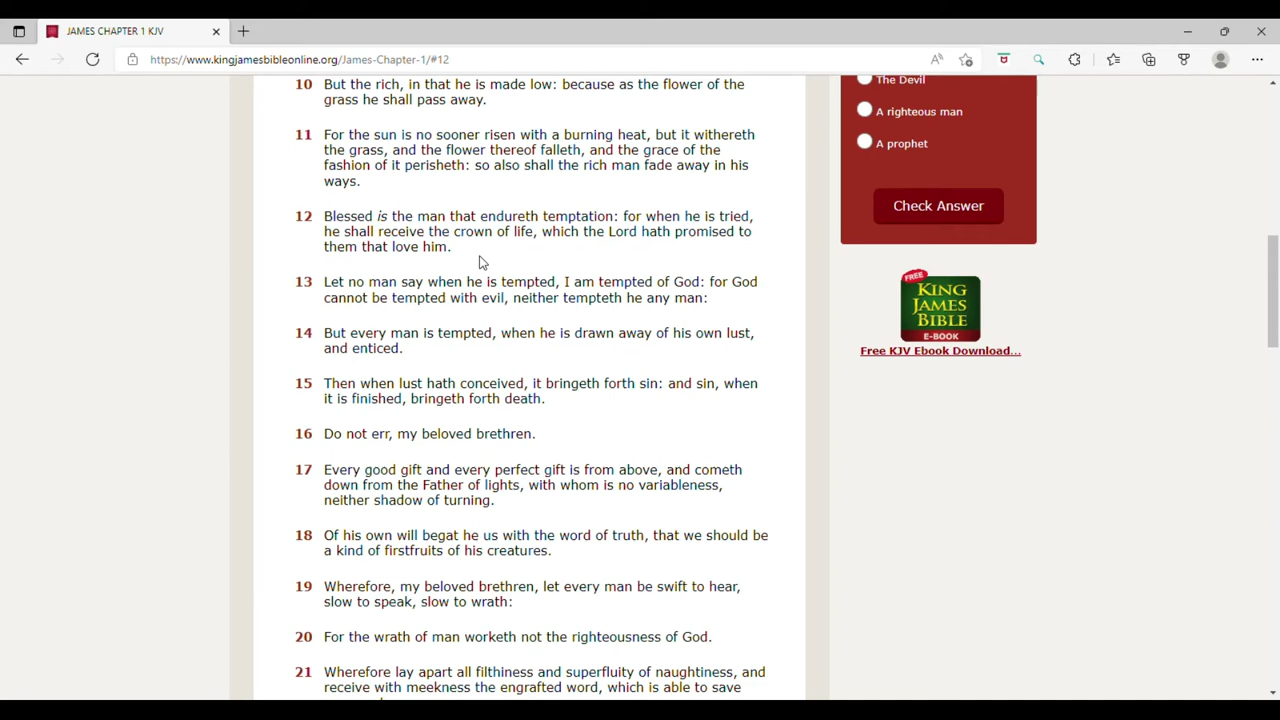 JAMES CHAPTER 1 KJV
https://www.kingjamesbibleonline.org/James-Chapter-1/#12
10 But the rich, in that he is made low: because as the flower of the
grass he shall pass away.
11 For the sun is no sooner risen with a burning heat, but it withereth
the grass, and the flower thereof falleth, and the grace of the
fashion of it perisheth: so also shall the rich man fade away in his
ways.
12 Blessed is the man that endureth temptation: for when he is tried,
he shall receive the crown of life, which the Lord hath promised to
them that love him.
13 Let no man say when he is tempted, I am tempted of God: for God
cannot be tempted with evil, neither tempteth he any man:
14 But every man is tempted, when he is drawn away of his own lust,
and enticed.
15 Then when lust hath conceived, it bringeth forth sin: and sin, when
it is finished, bringeth forth death.
16 Do not err, my beloved brethren.
17 Every good gift and every perfect gift is from above, and cometh
down from the Father of lights, with whom is no variableness,
neither shadow of turning.
18 Of his own will begat he us with the word of truth, that we should be
a kind of firstfruits of his creatures.
19 Wherefore, my beloved brethren, let every man be swift to hear,
slow to speak, slow to wrath:
20 For the wrath of man worketh not the righteousness of God.
21 Wherefore lay apart all filthiness and superfluity of naughtiness, and
receive with meekness the engrafted word, which is able to save
The Devil
A righteous man
A prophet
Check Answer
FREE
KING
JAMES
BIBLE
E-BOOK
Free KJV Ebook Download...